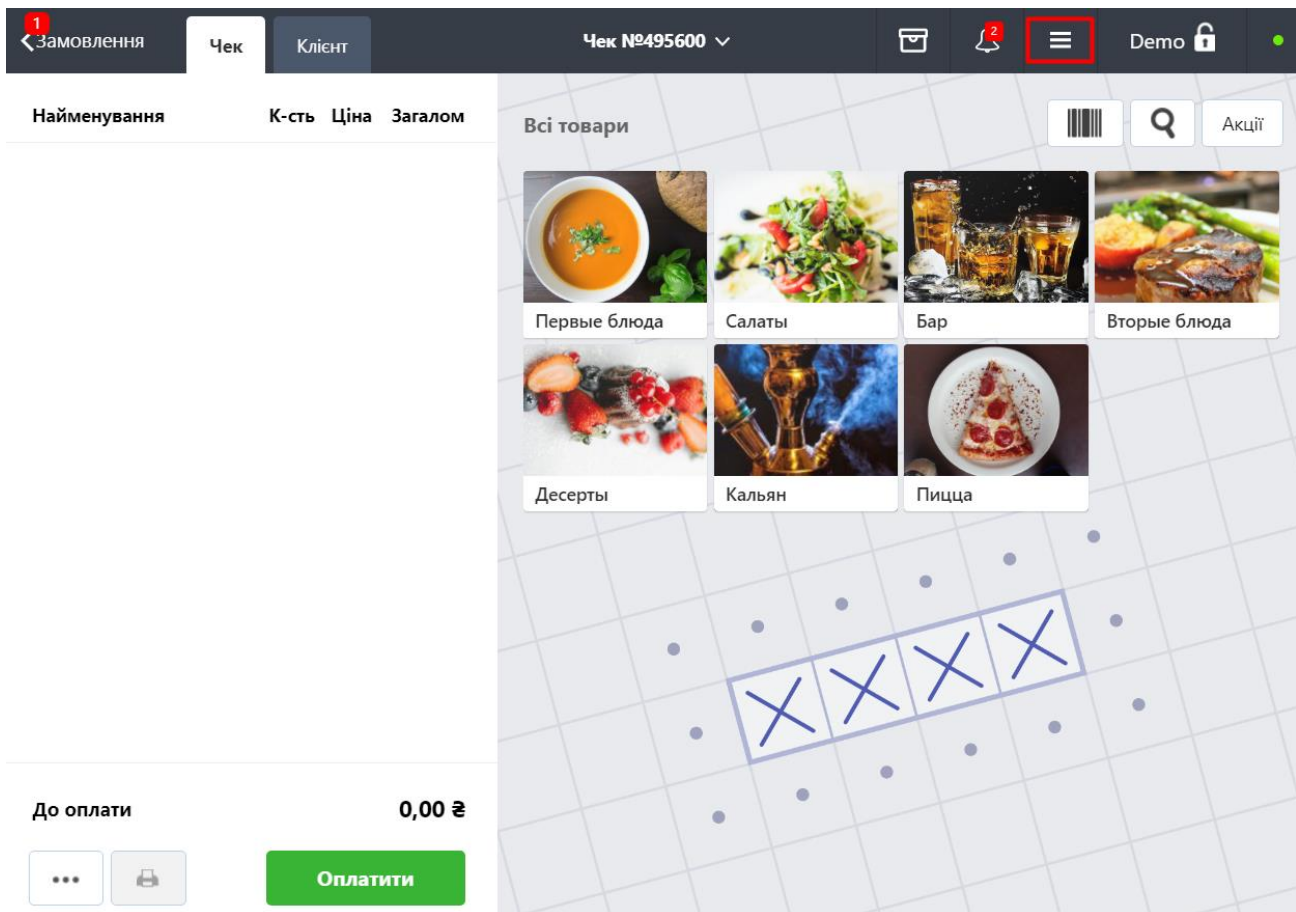 1
Замовлення
Чек
Клієнт
Чек №495600
2
Demo
Найменування К-сть Ціна Загалом
Всі товари
Акції
Первые блюда
Салаты
Бар
Вторые блюда
Десерты
Кальян
Пицца
До оплати 0,00 ₴
Оплатити